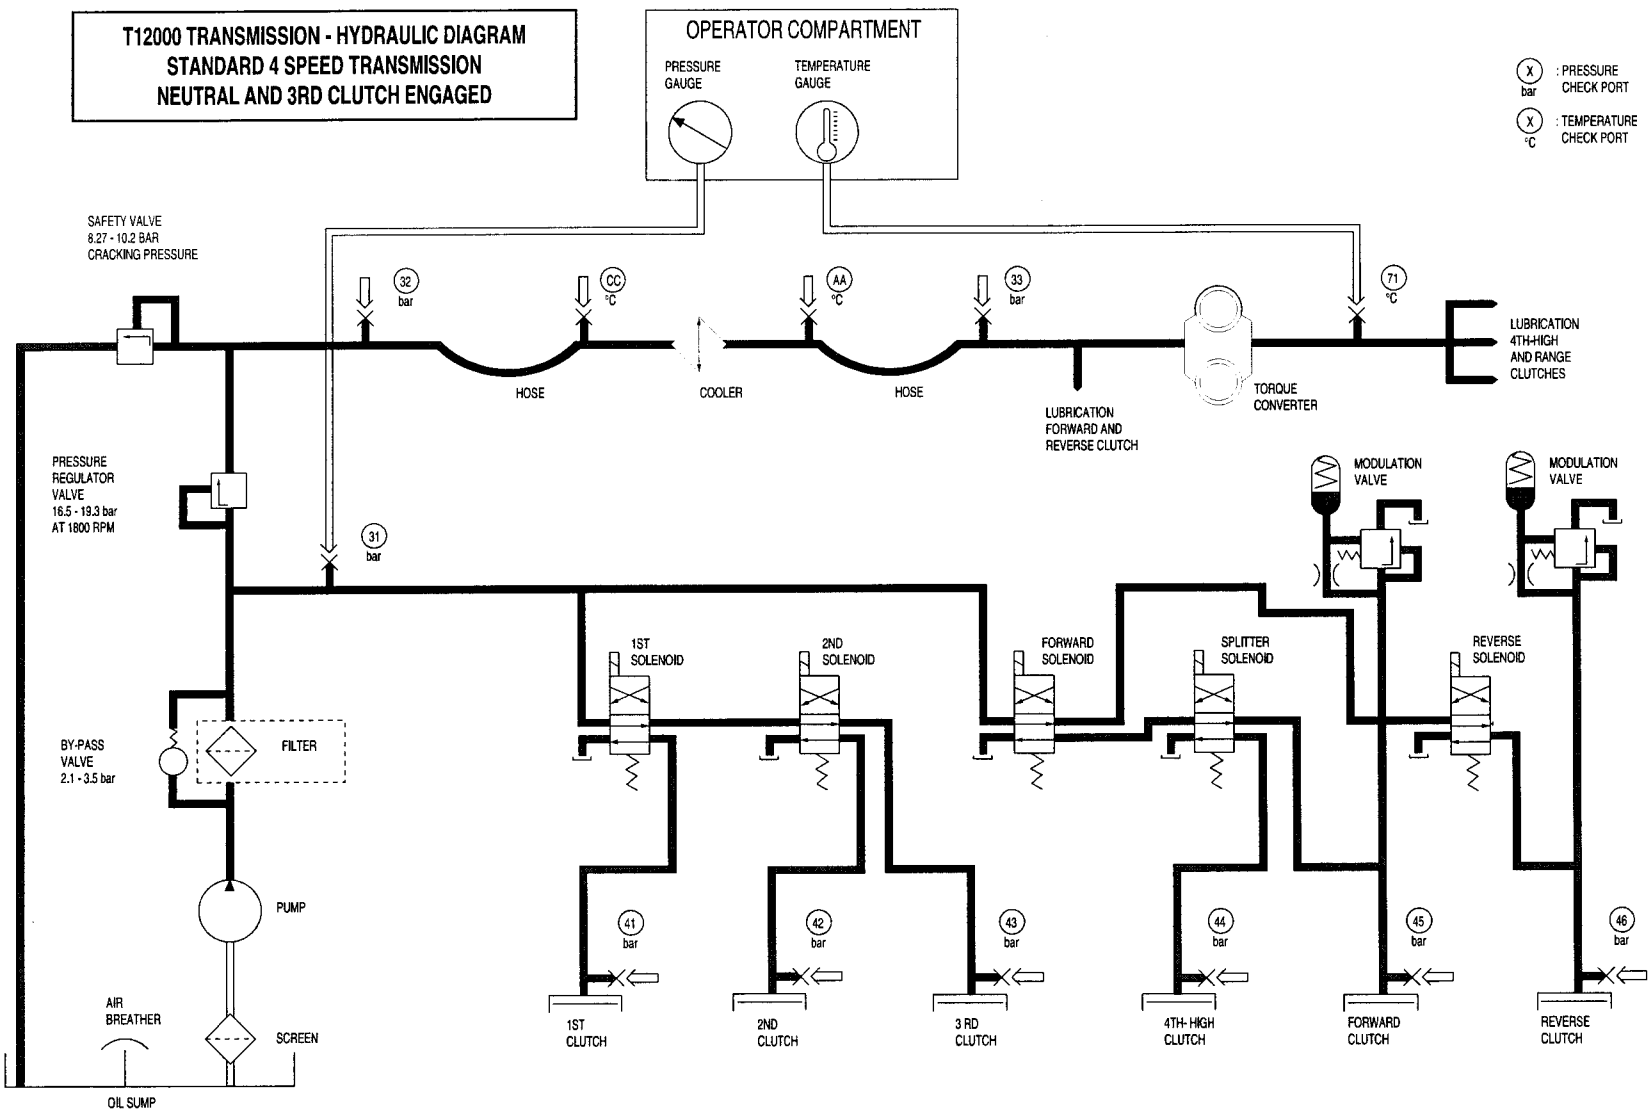 T12000 TRANSMISSION - HYDRAULIC DIAGRAM
STANDARD 4 SPEED TRANSMISSION
NEUTRAL AND 3RD CLUTCH ENGAGED
OPERATOR COMPARTMENT
PRESSURE
GAUGE
TEMPERATURE
GAUGE
X
bar
: PRESSURE
CHECK PORT
X
°C
: TEMPERATURE
CHECK PORT
SAFETY VALVE
8.27 - 10.2 BAR
CRACKING PRESSURE
32
bar
CC
°C
AA
°C
33
bar
71
°C
HOSE
COOLER
HOSE
LUBRICATION
FORWARD AND
REVERSE CLUTCH
TORQUE
CONVERTER
LUBRICATION
4TH-HIGH
AND RANGE
CLUTCHES
PRESSURE
REGULATOR
VALVE
16.5 - 19.3 bar
AT 1800 RPM
31
bar
MODULATION
VALVE
MODULATION
VALVE
1ST
SOLENOID
2ND
SOLENOID
FORWARD
SOLENOID
SPLITTER
SOLENOID
REVERSE
SOLENOID
BY-PASS
VALVE
2.1 - 3.5 bar
FILTER
PUMP
41
bar
42
bar
43
bar
44
bar
45
bar
46
bar
AIR
BREATHER
SCREEN
1ST
CLUTCH
2ND
CLUTCH
3 RD
CLUTCH
4TH- HIGH
CLUTCH
FORWARD
CLUTCH
REVERSE
CLUTCH
OIL SUMP